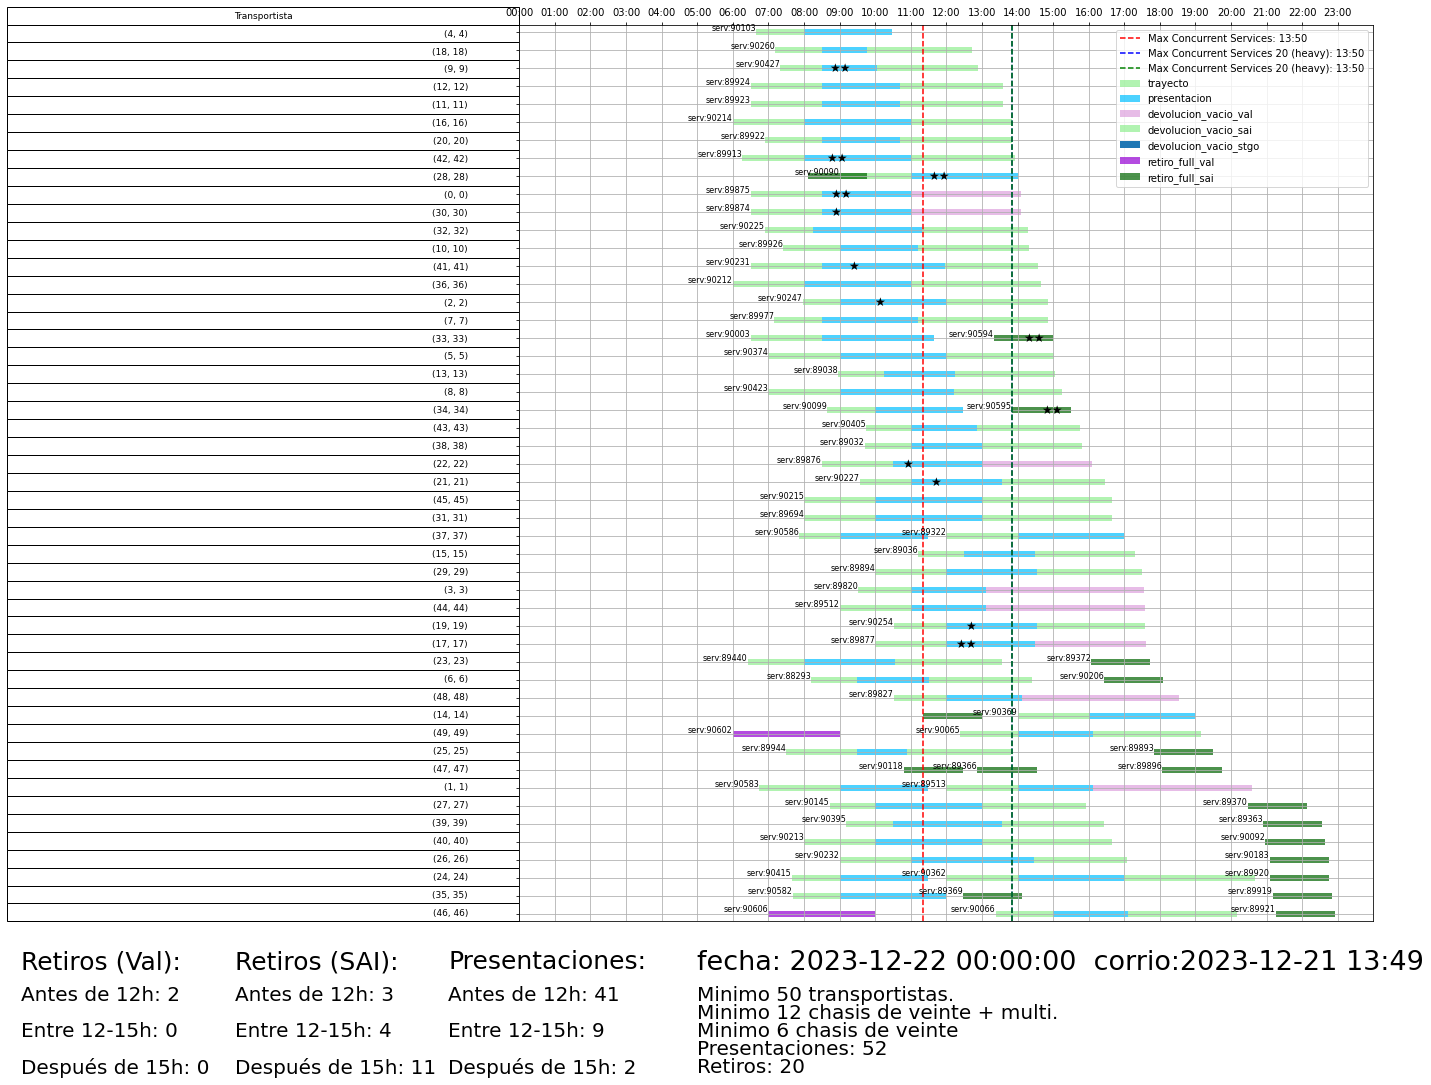 Transportista
00:00 01:00 02:00 03:00 04:00 05:00 06:00 07:00 08:00 09:00 10:00 11:00 12:00 13:00 14:00 15:00 16:00 17:00 18:00 19:00 20:00 21:00 22:00 23:00
Max Concurrent Services: 13:50
Max Concurrent Services 20 (heavy): 13:50
Max Concurrent Services 20 (heavy): 13:50
trayecto
presentacion
devolucion_vacio_val
devolucion_vacio_sai
devolucion_vacio_stgo
retiro_full_val
retiro_full_sai
(4, 4) serv:90103
(18, 18) serv:90260
(9, 9) serv:90427
(12, 12) serv:89924
(11, 11) serv:89923
(16, 16) serv:90214
(20, 20) serv:89922
(42, 42) serv:89913
(28, 28) serv:90090
(0, 0) serv:89875
(30, 30) serv:89874
(32, 32) serv:90225
(10, 10) serv:89926
(41, 41) serv:90231
(36, 36) serv:90212
(2, 2) serv:90247
(7, 7) serv:89977
(33, 33) serv:90003 serv:90594
(5, 5) serv:90374
(13, 13) serv:89038
(8, 8) serv:90423
(34, 34) serv:90099 serv:90595
(43, 43) serv:90405
(38, 38) serv:89032
(22, 22) serv:89876
(21, 21) serv:90227
(45, 45) serv:90215
(31, 31) serv:89694
(37, 37) serv:90586 serv:89322
(15, 15) serv:89036
(29, 29) serv:89894
(3, 3) serv:89820
(44, 44) serv:89512
(19, 19) serv:90254
(17, 17) serv:89877
(23, 23) serv:89440 serv:89372
(6, 6) serv:88293 serv:90206
(48, 48) serv:89827
(14, 14) serv:90369
(49, 49) serv:90602 serv:90065
(25, 25) serv:89944 serv:89893
(47, 47) serv:90118 serv:89366 serv:89896
(1, 1) serv:90583 serv:89513
(27, 27) serv:90145 serv:89370
(39, 39) serv:90395 serv:89363
(40, 40) serv:90213 serv:90092
(26, 26) serv:90232 serv:90183
(24, 24) serv:90415 serv:90362 serv:89920
(35, 35) serv:90582 serv:89369 serv:89919
(46, 46) serv:90606 serv:90066 serv:89921
Retiros (Val):
Antes de 12h: 2
Entre 12-15h: 0
Después de 15h: 0
Retiros (SAI):
Antes de 12h: 3
Entre 12-15h: 4
Después de 15h: 11
Presentaciones:
Antes de 12h: 41
Entre 12-15h: 9
Después de 15h: 2
fecha: 2023-12-22 00:00:00 corrio:2023-12-21 13:49
Minimo 50 transportistas.
Minimo 12 chasis de veinte + multi.
Minimo 6 chasis de veinte
Presentaciones: 52
Retiros: 20